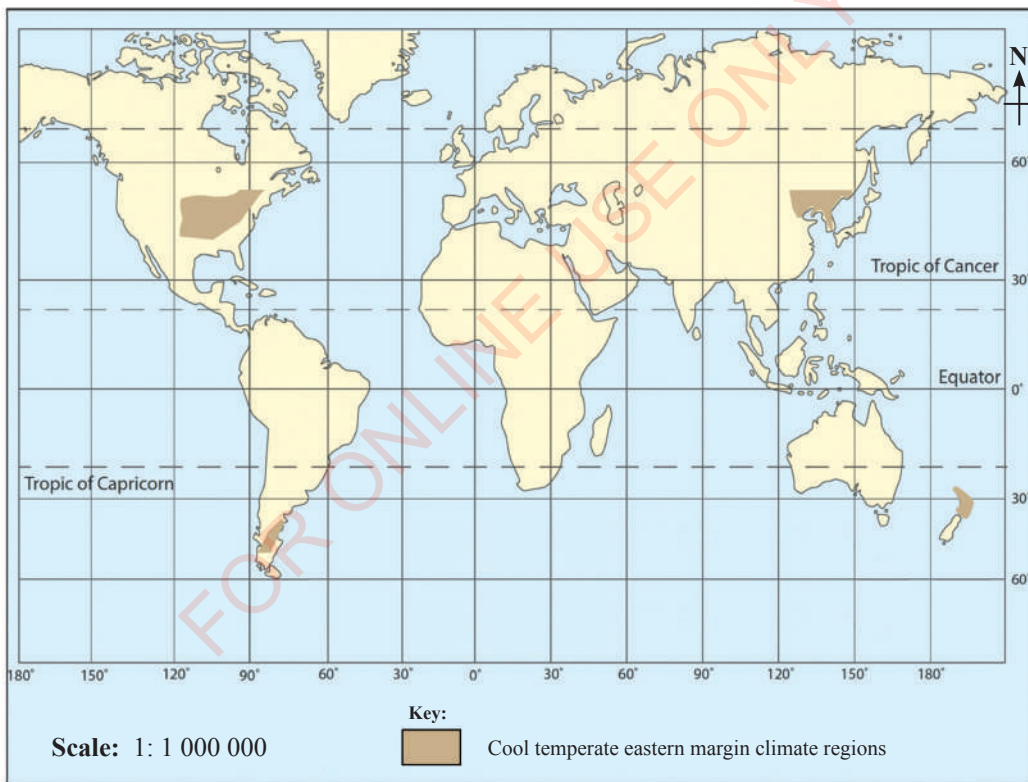 FOR ONLINE USE ONLY
N
60˚
Tropic of Cancer
30˚
Equator
0˚
Tropic of Capricorn
30˚
60˚
180˚ 150˚ 120˚ 90˚ 60˚ 30˚ 0˚ 30˚ 60˚ 90˚ 120˚ 150˚ 180˚
Key:
Scale: 1: 1 000 000
Cool temperate eastern margin climate regions